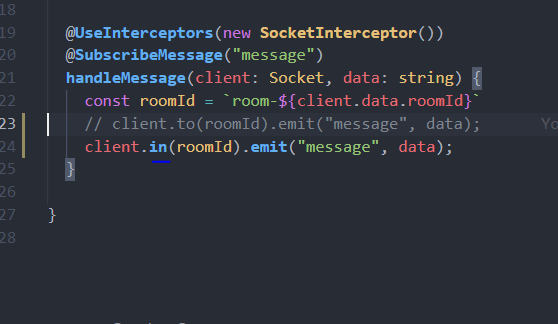 18
19 @UseInterceptors(new SocketInterceptor())
20 @SubscribeMessage("message")
21 handleMessage(client: Socket, data: string) {
22 const roomId = `room-${client.data.roomId}`
23 // client.to(roomId).emit("message", data); Yo
24 client.in(roomId).emit("message", data);
25 }
26
27 }
28